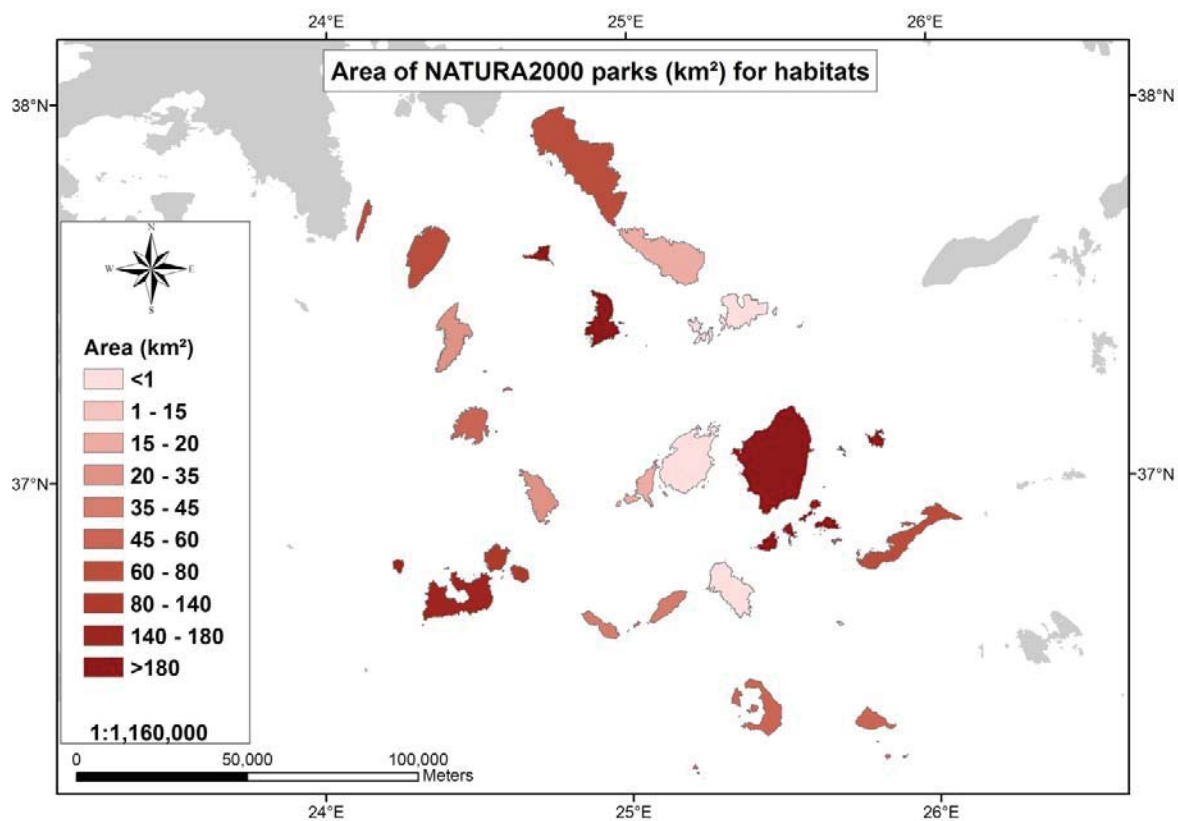 24°E 25°E 26°E
Area of NATURA2000 parks (km²) for habitats
38°N 38°N
N
W E
S
Area (km²)
<1
1 - 15
15 - 20
20 - 35
35 - 45
45 - 60
60 - 80
80 - 140
140 - 180
>180
37°N 37°N
1:1,160,000
0 50,000 100,000
Meters
24°E 25°E 26°E